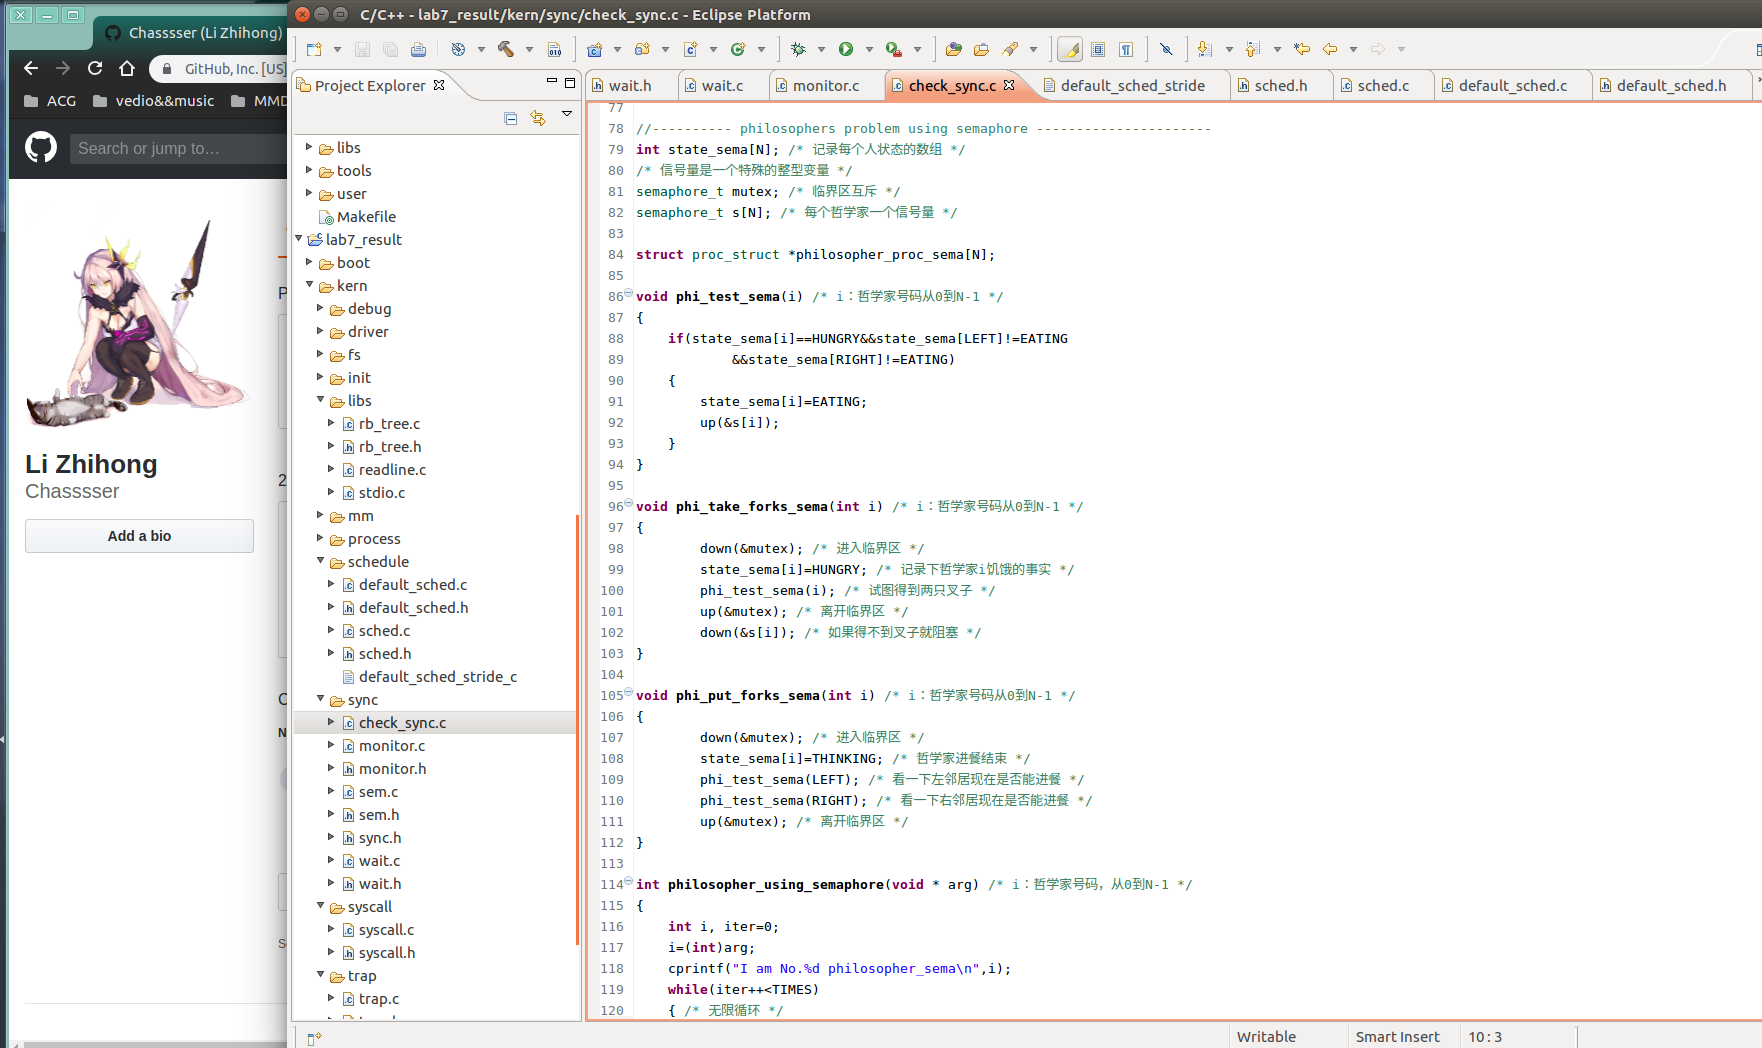 C/C++ - lab7_result/kern/sync/check_sync.c - Eclipse Platform
Chasssser (Li Zhihong)
GitHub, Inc. [US]
ACG
vedio&&music
MMD
Search or jump to…
Li Zhihong
Chasssser
Add a bio
Project Explorer
libs
tools
user
Makefile
lab7_result
boot
kern
debug
driver
fs
init
libs
rb_tree.c
rb_tree.h
readline.c
stdio.c
mm
process
schedule
default_sched.c
default_sched.h
sched.c
sched.h
default_sched_stride_c
sync
check_sync.c
monitor.c
monitor.h
sem.c
sem.h
sync.h
wait.c
wait.h
syscall
syscall.c
syscall.h
trap
trap.c
wait.h
wait.c
monitor.c
check_sync.c
default_sched_stride
sched.h
sched.c
default_sched.c
default_sched.h
77
78 //---------- philosophers problem using semaphore ----------------------
79 int state_sema[N]; /* 记录每个人状态的数组 */
80 /* 信号量是一个特殊的整型变量 */
81 semaphore_t mutex; /* 临界区互斥 */
82 semaphore_t s[N]; /* 每个哲学家一个信号量 */
83
84 struct proc_struct *philosopher_proc_sema[N];
85
86 void phi_test_sema(i) /* i：哲学家号码从0到N-1 */
87 {
88     if(state_sema[i]==HUNGRY&&state_sema[LEFT]!=EATING
89             &&state_sema[RIGHT]!=EATING)
90     {
91         state_sema[i]=EATING;
92         up(&s[i]);
93     }
94 }
95
96 void phi_take_forks_sema(int i) /* i：哲学家号码从0到N-1 */
97 {
98         down(&mutex); /* 进入临界区 */
99         state_sema[i]=HUNGRY; /* 记录下哲学家i饥饿的事实 */
100         phi_test_sema(i); /* 试图得到两只叉子 */
101         up(&mutex); /* 离开临界区 */
102         down(&s[i]); /* 如果得不到叉子就阻塞 */
103 }
104
105 void phi_put_forks_sema(int i) /* i：哲学家号码从0到N-1 */
106 {
107         down(&mutex); /* 进入临界区 */
108         state_sema[i]=THINKING; /* 哲学家进餐结束 */
109         phi_test_sema(LEFT); /* 看一下左邻居现在是否能进餐 */
110         phi_test_sema(RIGHT); /* 看一下右邻居现在是否能进餐 */
111         up(&mutex); /* 离开临界区 */
112 }
113
114 int philosopher_using_semaphore(void * arg) /* i：哲学家号码，从0到N-1 */
115 {
116     int i, iter=0;
117     i=(int)arg;
118     cprintf("I am No.%d philosopher_sema\n",i);
119     while(iter++<TIMES)
120     { /* 无限循环 */
Writable
Smart Insert
10 : 3